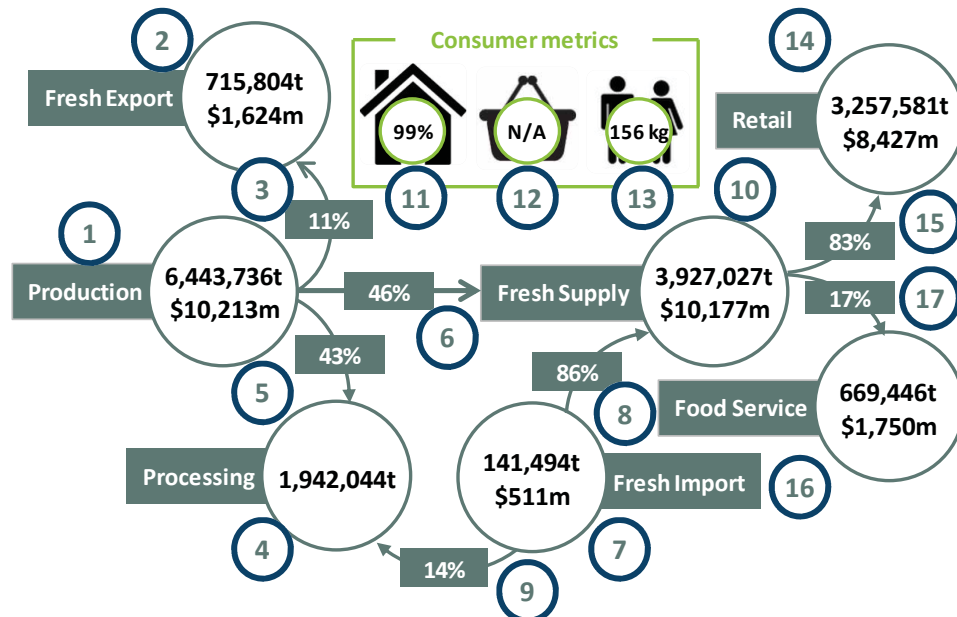 2
14
Consumer metrics
Fresh Export
715,804t
$1,624m
99%
N/A
156 kg
Retail
3,257,581t
$8,427m
3
11
12
13
10
11%
15
1
83%
Production
6,443,736t
$10,213m
46%
Fresh Supply
3,927,027t
$10,177m
17%
17
6
43%
86%
5
8
Food Service
669,446t
$1,750m
Processing
1,942,044t
141,494t
$511m
Fresh Import
16
4
14%
7
9